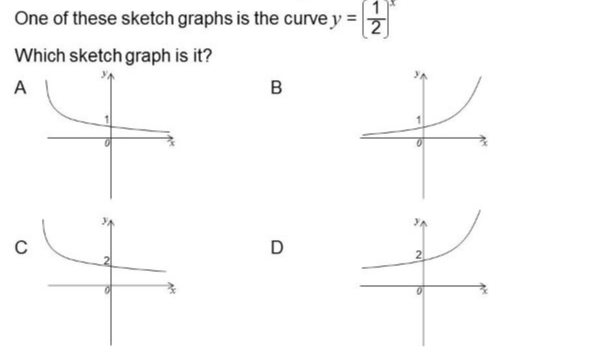 One of these sketch graphs is the curve y = (1/2)^x
Which sketch graph is it?
A
y
1
0
x
B
y
1
0
x
C
y
2
0
x
D
y
2
0
x